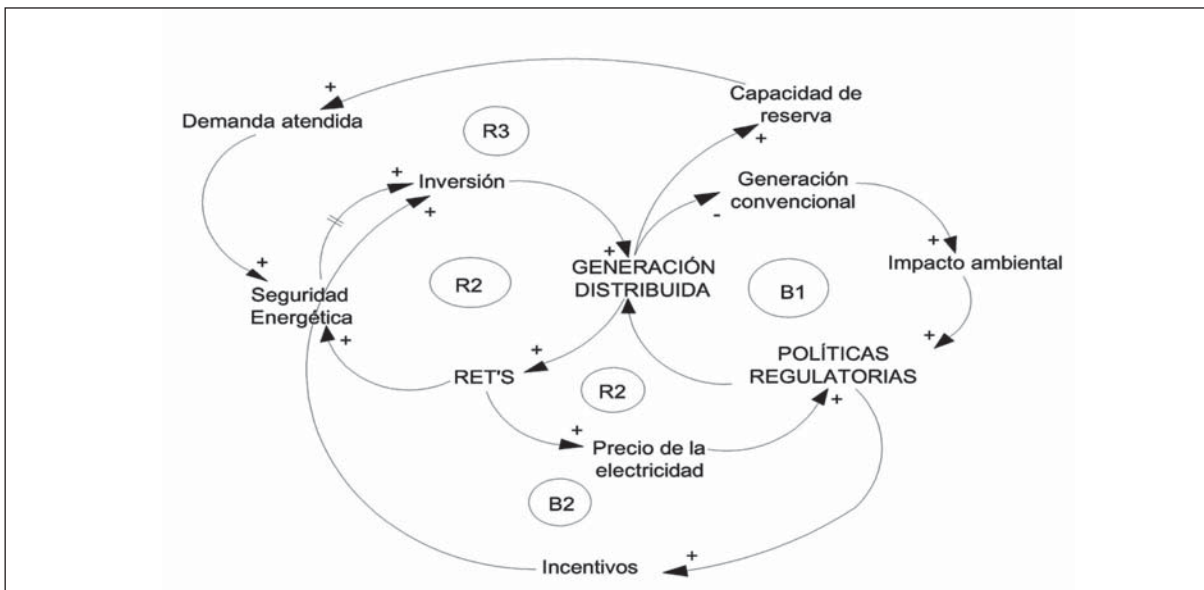 +
Capacidad de
reserva
+
Demanda atendida
R3
+
Inversión
+
Generación
convencional
-
+
Impacto ambiental
+
GENERACIÓN
DISTRIBUIDA
+
Seguridad
Energética
+
R2
B1
+
POLÍTICAS
REGULATORIAS
+
+
RET'S
R2
+
Precio de la
electricidad
B2
+
Incentivos